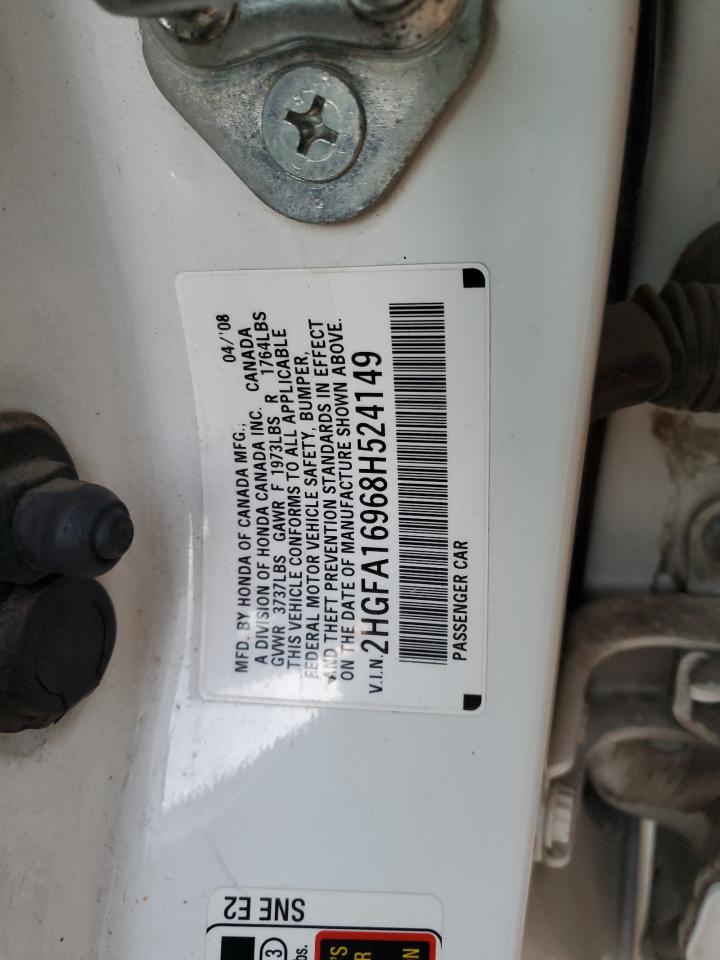 MFD. BY HONDA OF CANADA MFG., 04/'08
A DIVISION OF HONDA CANADA INC. CANADA
GVWR 3737LBS GAWR F 1973LBS R 1764LBS
THIS VEHICLE CONFORMS TO ALL APPLICABLE
FEDERAL MOTOR VEHICLE SAFETY, BUMPER,
AND THEFT PREVENTION STANDARDS IN EFFECT
ON THE DATE OF MANUFACTURE SHOWN ABOVE.
V.I.N. 2HGFA16968H524149
PASSENGER CAR
SNE E2
3
bs.
'S
R
N